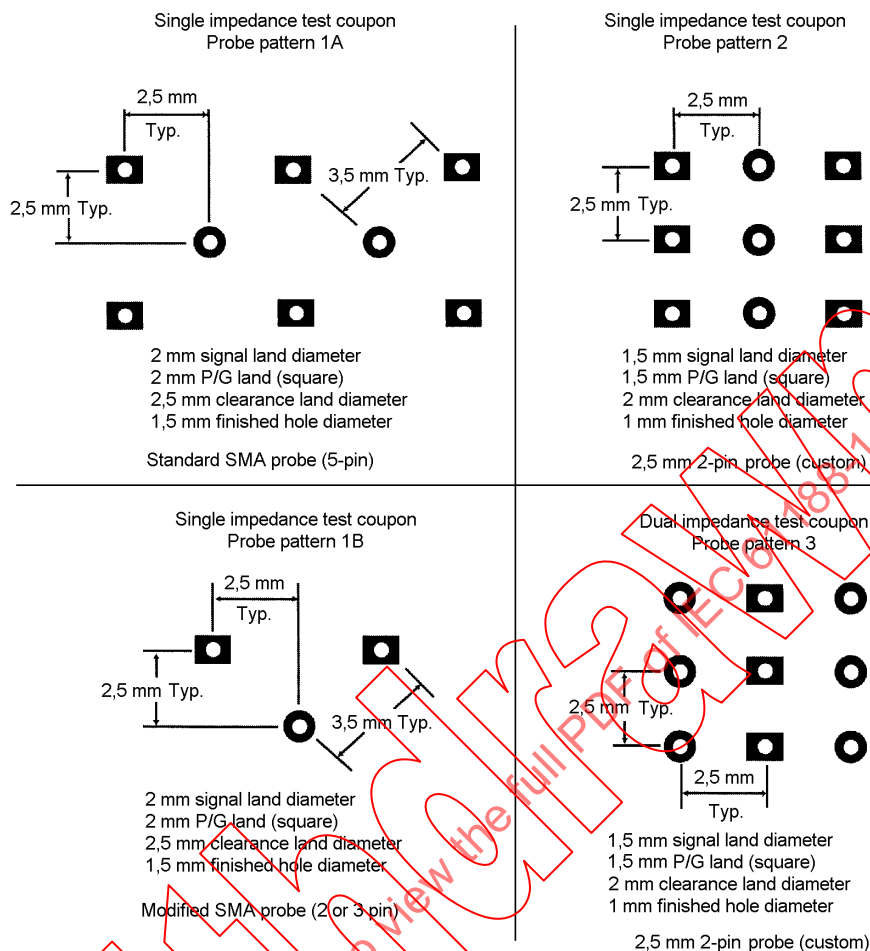 Single impedance test coupon
Probe pattern 1A
2,5 mm
Typ.
3,5 mm Typ.
2,5 mm Typ.
2 mm signal land diameter
2 mm P/G land (square)
2,5 mm clearance land diameter
1,5 mm finished hole diameter
Standard SMA probe (5-pin)
Single impedance test coupon
Probe pattern 2
2,5 mm
Typ.
2,5 mm Typ.
1,5 mm signal land diameter
1,5 mm P/G land (square)
2 mm clearance land diameter
1 mm finished hole diameter
2,5 mm 2-pin probe (custom)
Single impedance test coupon
Probe pattern 1B
2,5 mm
Typ.
2,5 mm Typ.
3,5 mm Typ.
2 mm signal land diameter
2 mm P/G land (square)
2,5 mm clearance land diameter
1,5 mm finished hole diameter
Modified SMA probe (2 or 3 pin)
Dual impedance test coupon
Probe pattern 3
2,5 mm Typ.
2,5 mm
Typ.
1,5 mm signal land diameter
1,5 mm P/G land (square)
2 mm clearance land diameter
1 mm finished hole diameter
2,5 mm 2-pin probe (custom)
view the full PDF of IEC 61188-1